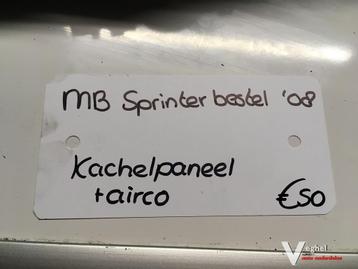 MB Sprinter bestel '08
Kachelpaneel
+ airco
€50
Veghel